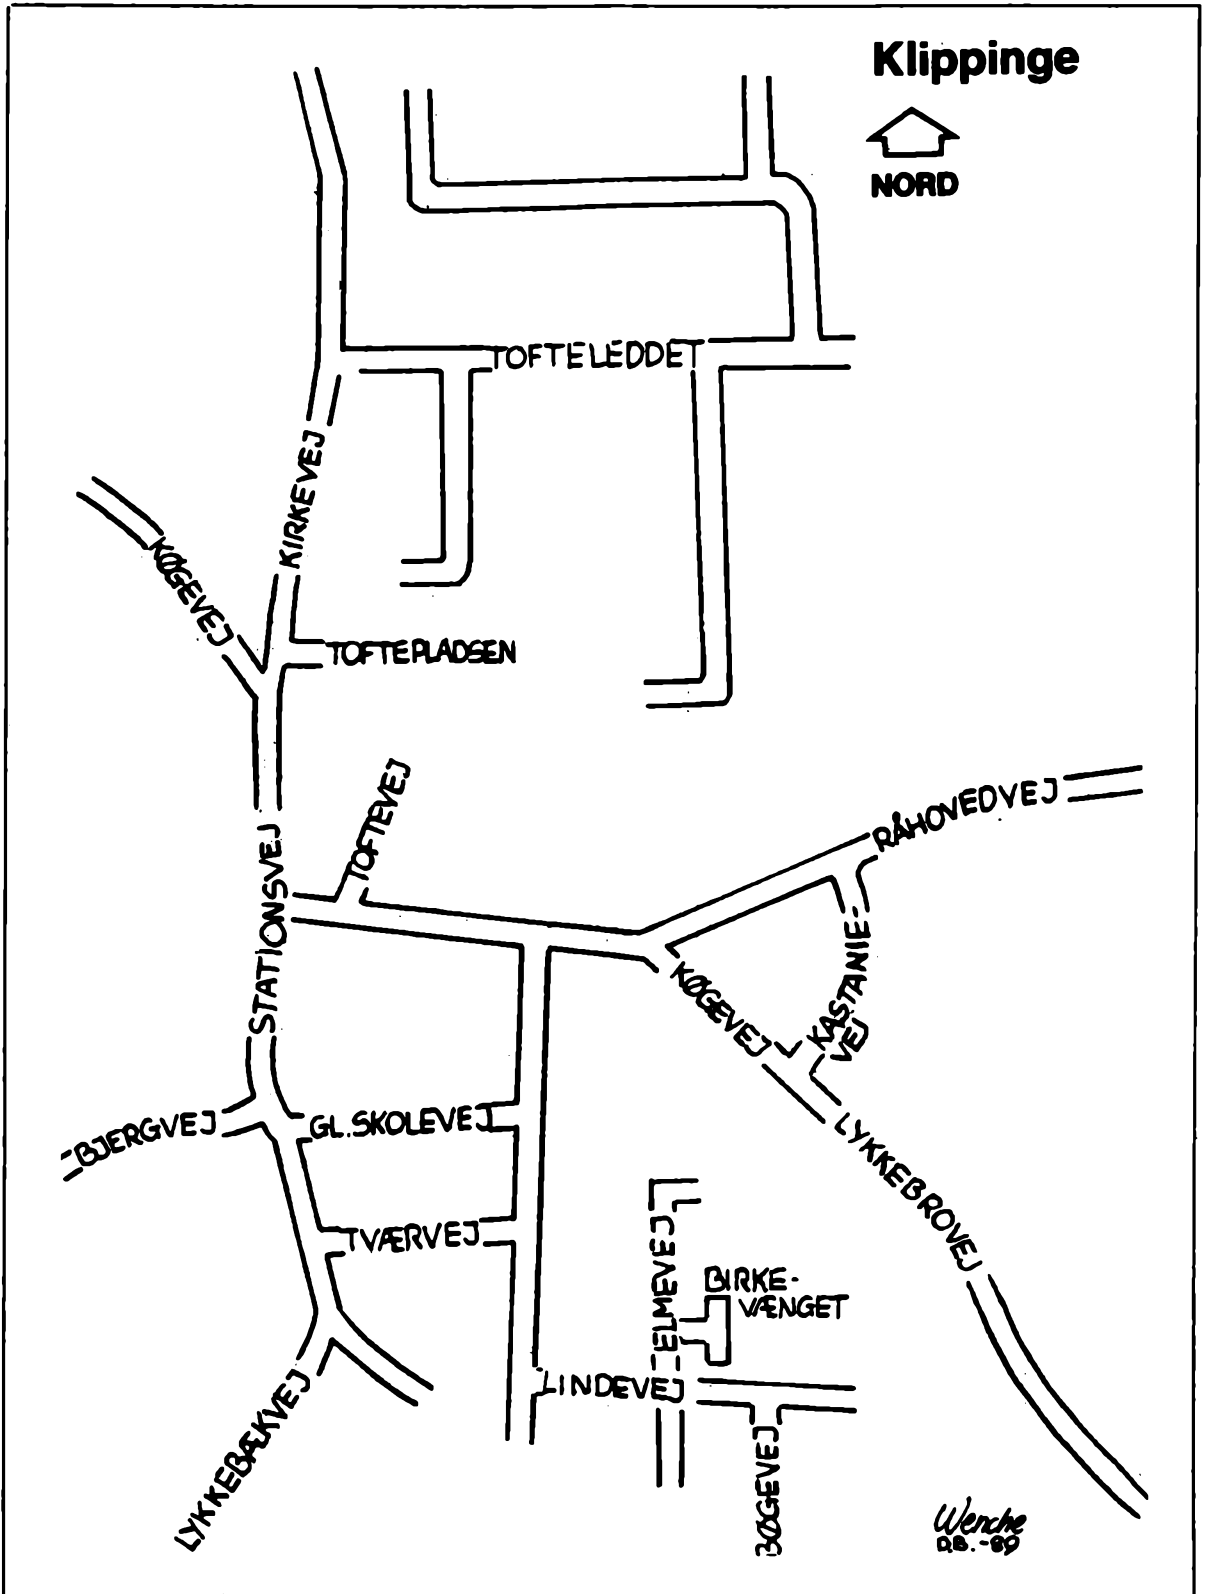 Klippinge
NORD
TOFTELEDDET
KIRKEVEJ
KØGEVEJ
TOFTEPLADSEN
TOFTEVEJ
RÅHOVEDVEJ
STATIONSVEJ
KASTANIE-
VEJ
KØGEVEJ
BJERGVEJ
GL. SKOLEVEJ
LYKKEBROVEJ
TVÆRVEJ
ELMEVEJ
BIRKE-
VÆNGET
LINDEVEJ
LYKKEBÆKVEJ
BØGEVEJ
Wenche
D.B. -89